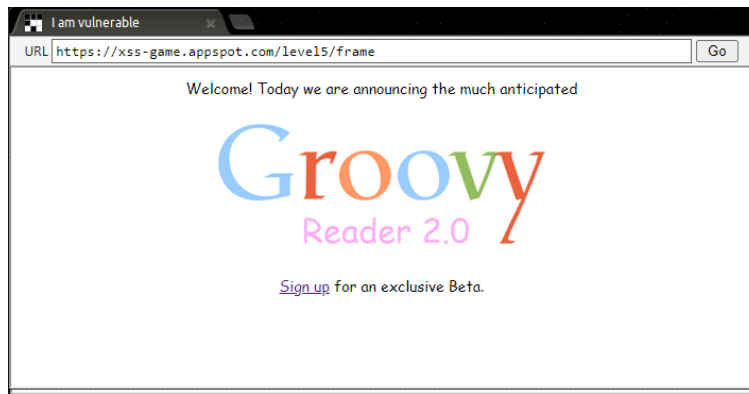 I am vulnerable
URL https://xss-game.appspot.com/level5/frame Go
Welcome! Today we are announcing the much anticipated
Groovy
Reader 2.0
Sign up for an exclusive Beta.